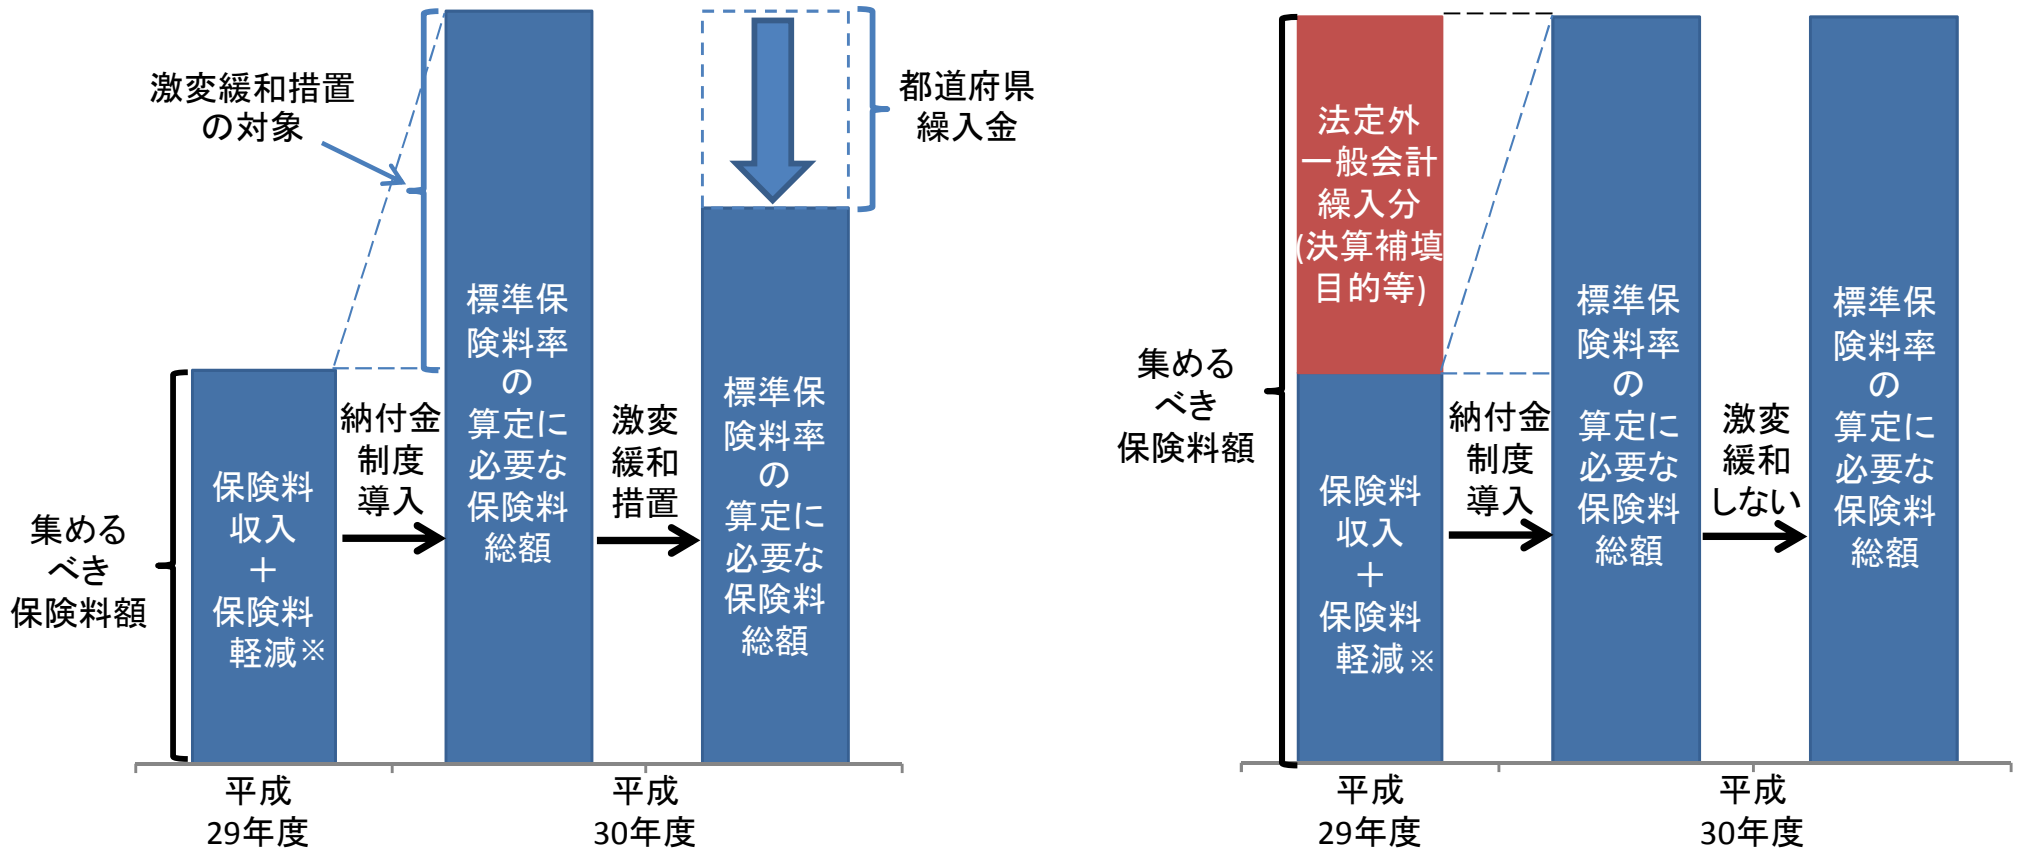 激変緩和措置
の対象
集める
べき
保険料額
保険料
収入
＋
保険料
軽減※
納付金
制度
導入
標準保
険料率
の
算定に
必要な
保険料
総額
激変
緩和
措置
標準保
険料率
の
算定に
必要な
保険料
総額
都道府県
繰入金
平成
29年度
平成
30年度
集める
べき
保険料額
法定外
一般会計
繰入分
(決算補填
目的等)
保険料
収入
＋
保険料
軽減※
納付金
制度
導入
標準保
険料率
の
算定に
必要な
保険料
総額
激変
緩和
しない
標準保
険料率
の
算定に
必要な
保険料
総額
平成
29年度
平成
30年度